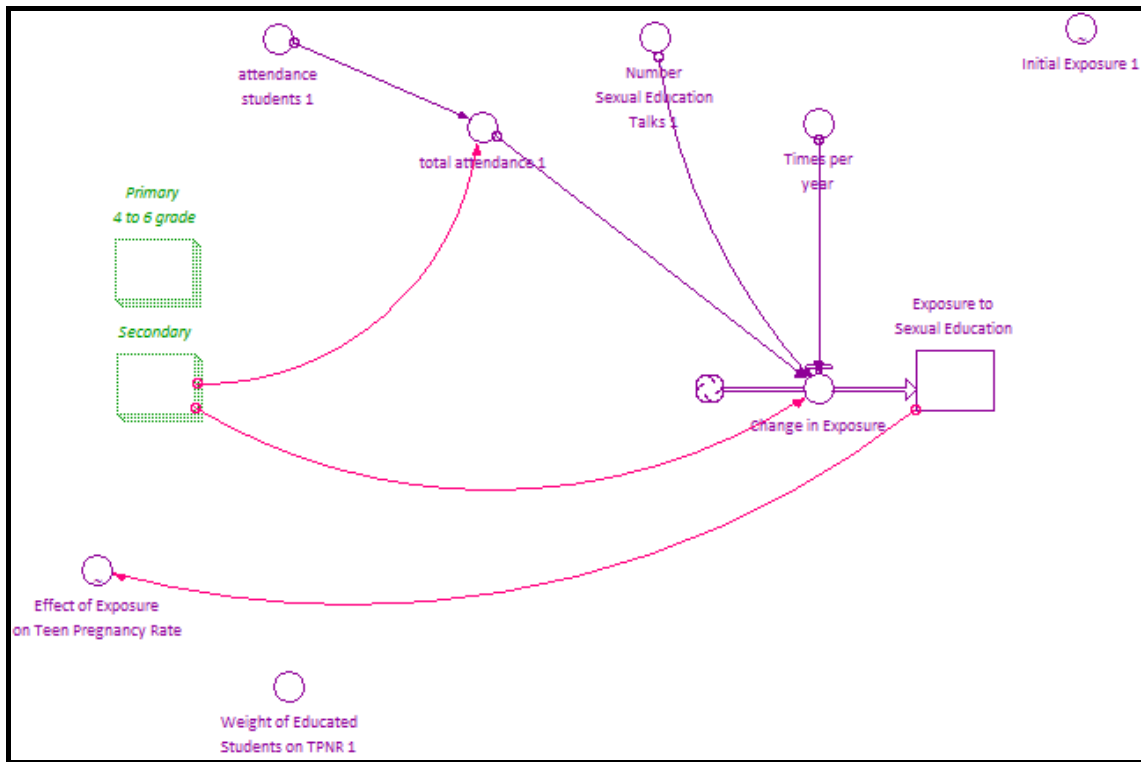 attendance
students 1
Number
Sexual Education
Talks 1
Initial Exposure 1
total attendance 1
Times per
year
Primary
4 to 6 grade
Secondary
Exposure to
Sexual Education
Change in Exposure
Effect of Exposure
on Teen Pregnancy Rate
Weight of Educated
Students on TPNR 1